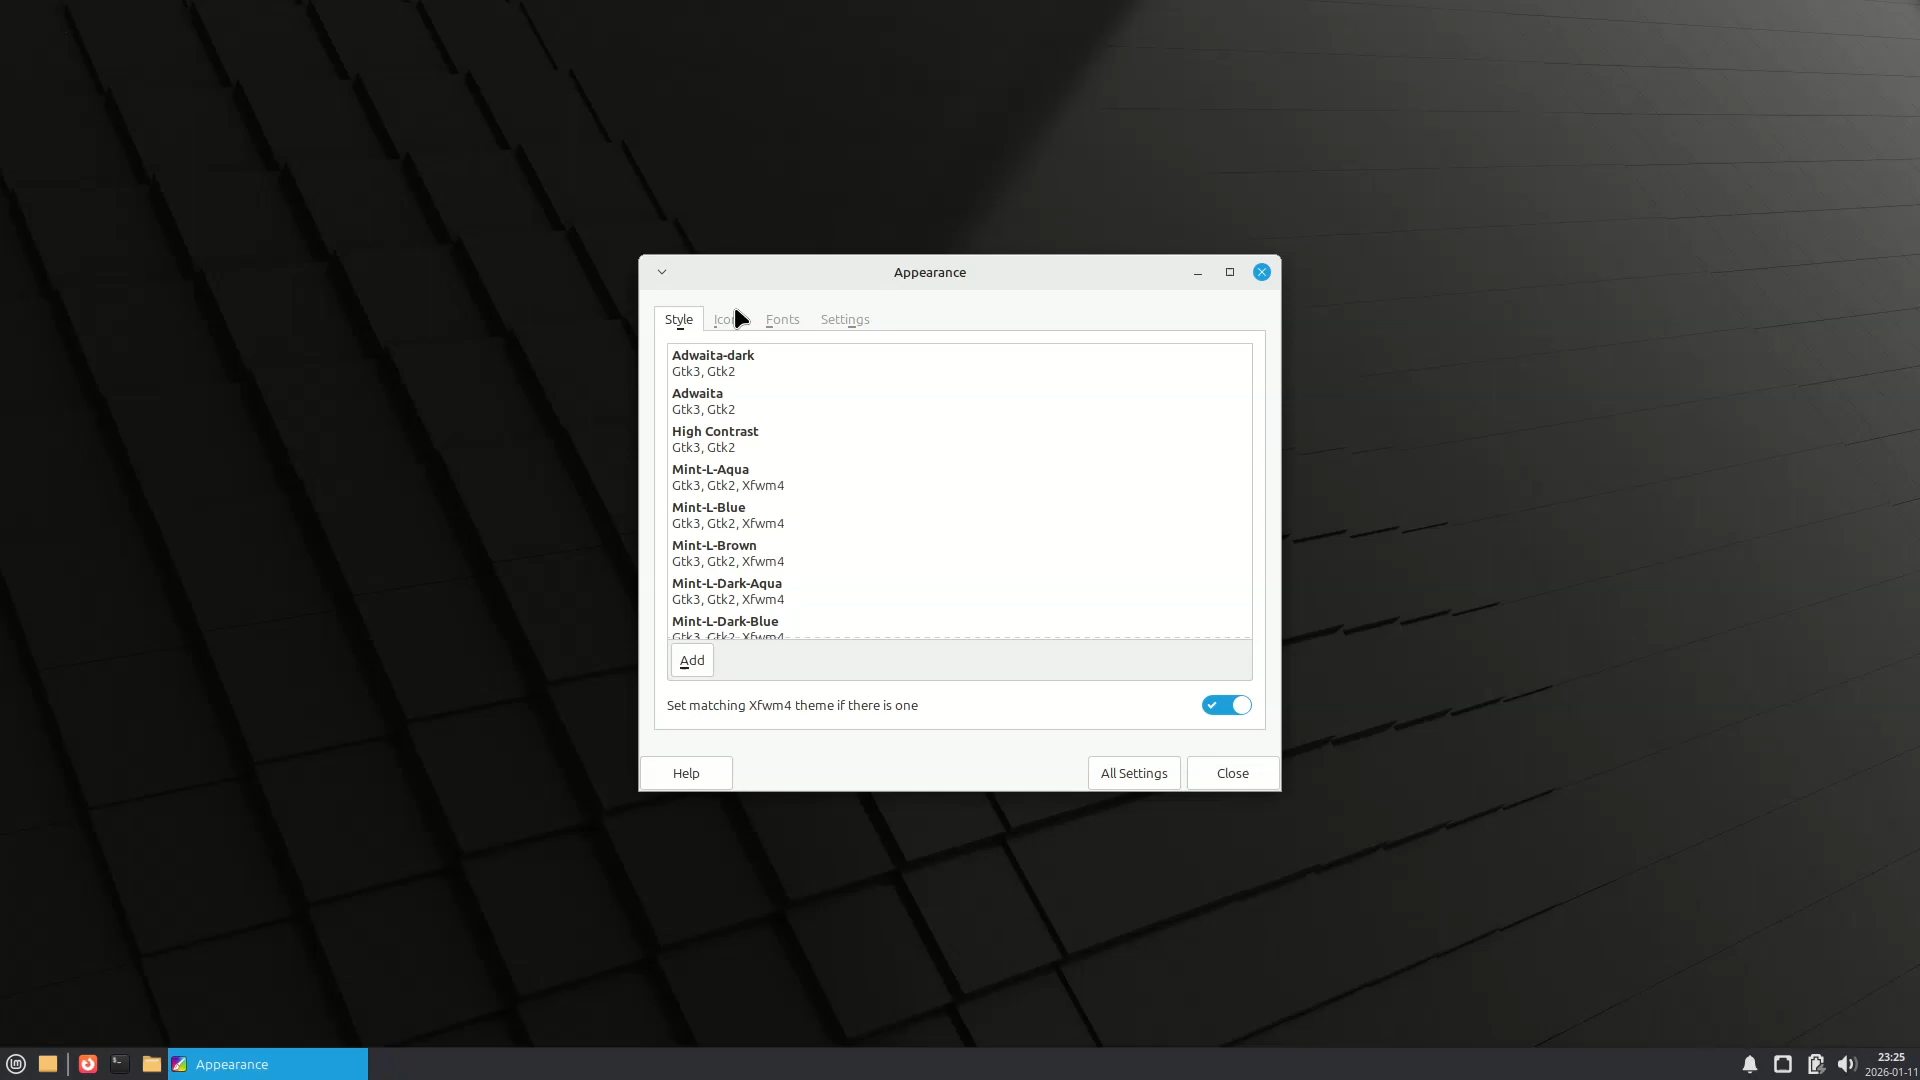 Appearance
Style Fonts Settings
Adwaita-dark
Gtk3, Gtk2
Adwaita
Gtk3, Gtk2
High Contrast
Gtk3, Gtk2
Mint-L-Aqua
Gtk3, Gtk2, Xfwm4
Mint-L-Blue
Gtk3, Gtk2, Xfwm4
Mint-L-Brown
Gtk3, Gtk2, Xfwm4
Mint-L-Dark-Aqua
Gtk3, Gtk2, Xfwm4
Mint-L-Dark-Blue
Gtk3, Gtk2, Xfwm4
Add
Set matching Xfwm4 theme if there is one
Help All Settings Close
Appearance
23:25
2026-01-11